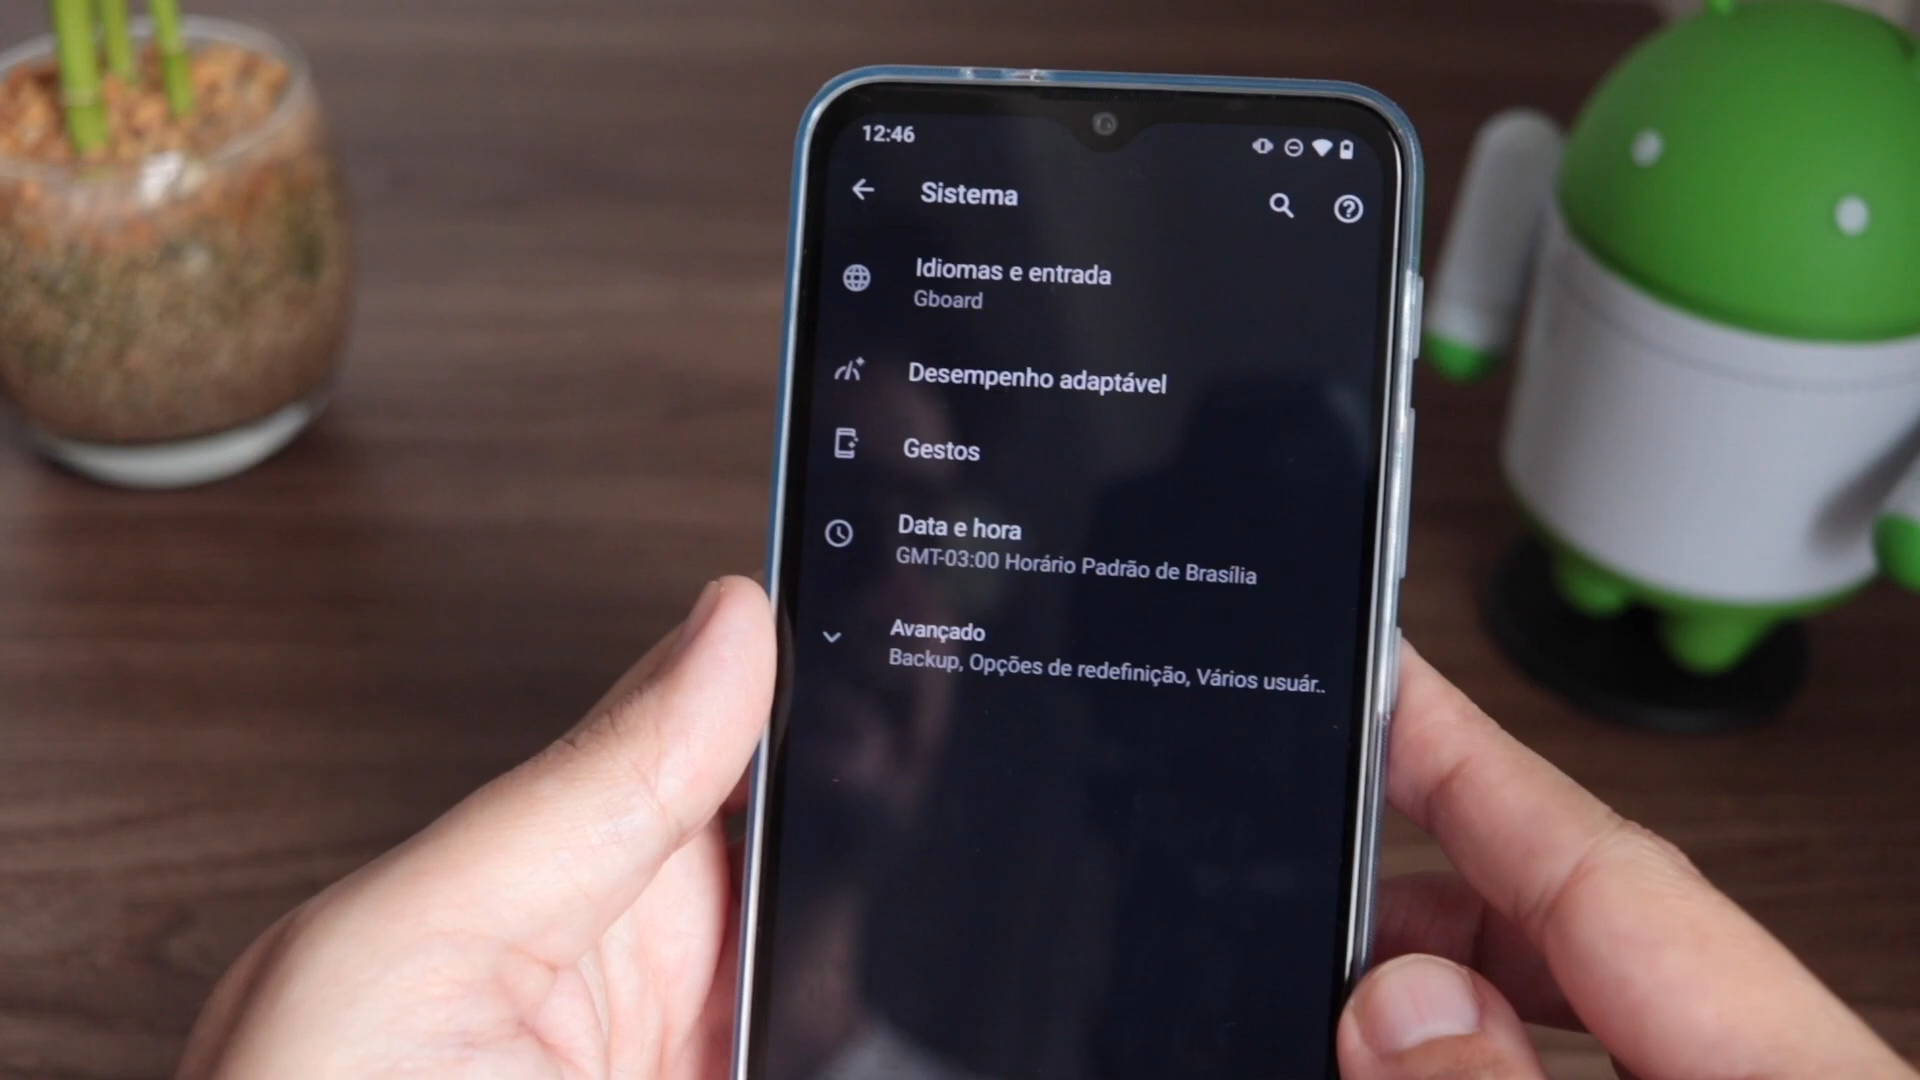 12:46
Sistema
Idiomas e entrada
Gboard
Desempenho adaptável
Gestos
Data e hora
GMT-03:00 Horário Padrão de Brasília
Avançado
Backup, Opções de redefinição, Vários usuár..